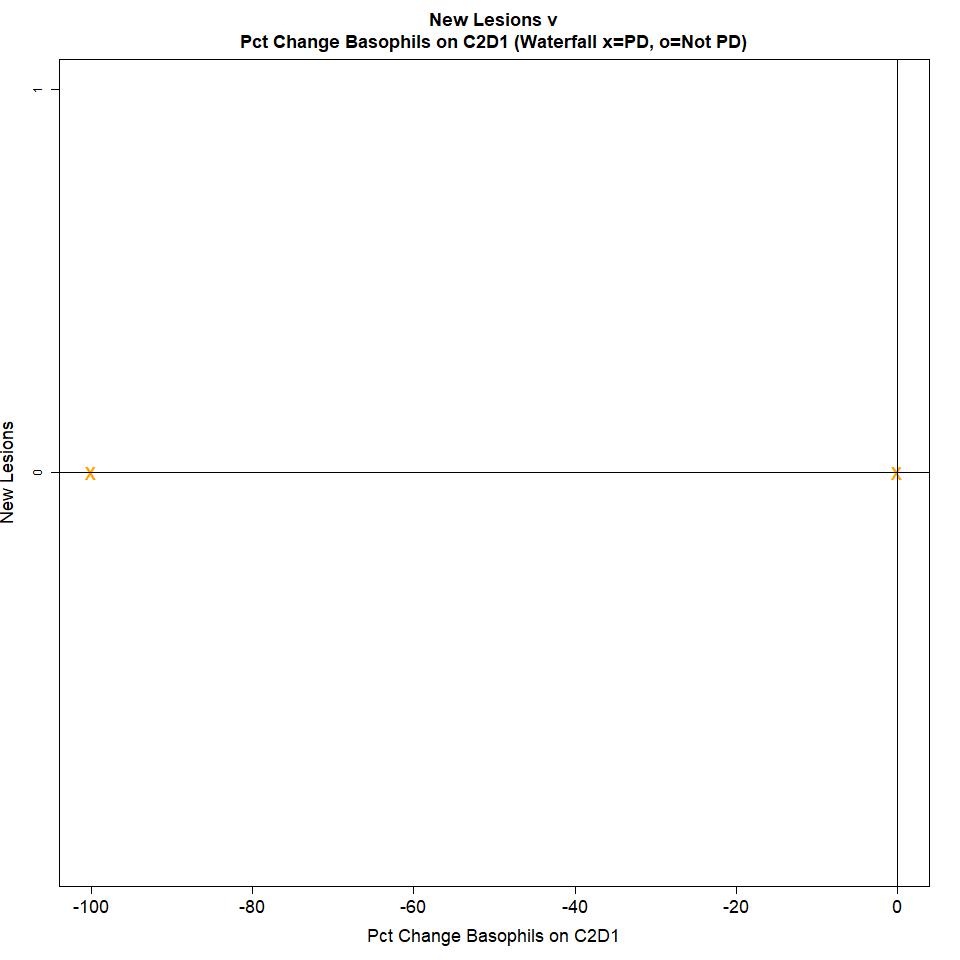 New Lesions v
Pct Change Basophils on C2D1 (Waterfall x=PD, o=Not PD)
1
New Lesions
0
x
x
-100
-80
-60
-40
-20
0
Pct Change Basophils on C2D1